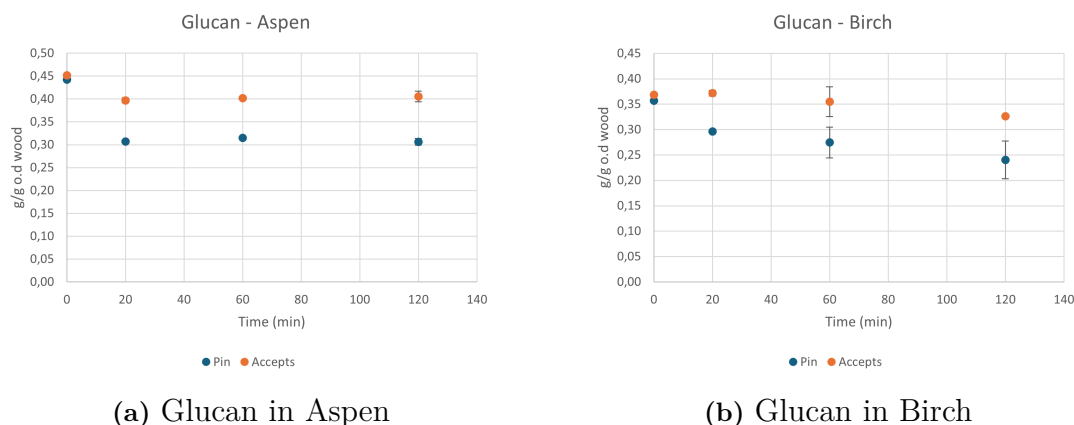 Glucan - Aspen
0,50
0,45
0,40
0,35
0,30
0,25
0,20
0,15
0,10
0,05
0,00
g/g o.d wood
0 20 40 60 80 100 120 140
Time (min)
Pin Accepts
(a) Glucan in Aspen
Glucan - Birch
0,45
0,40
0,35
0,30
0,25
0,20
0,15
0,10
0,05
0,00
g/g o.d wood
0 20 40 60 80 100 120 140
Time (min)
Pin Accepts
(b) Glucan in Birch